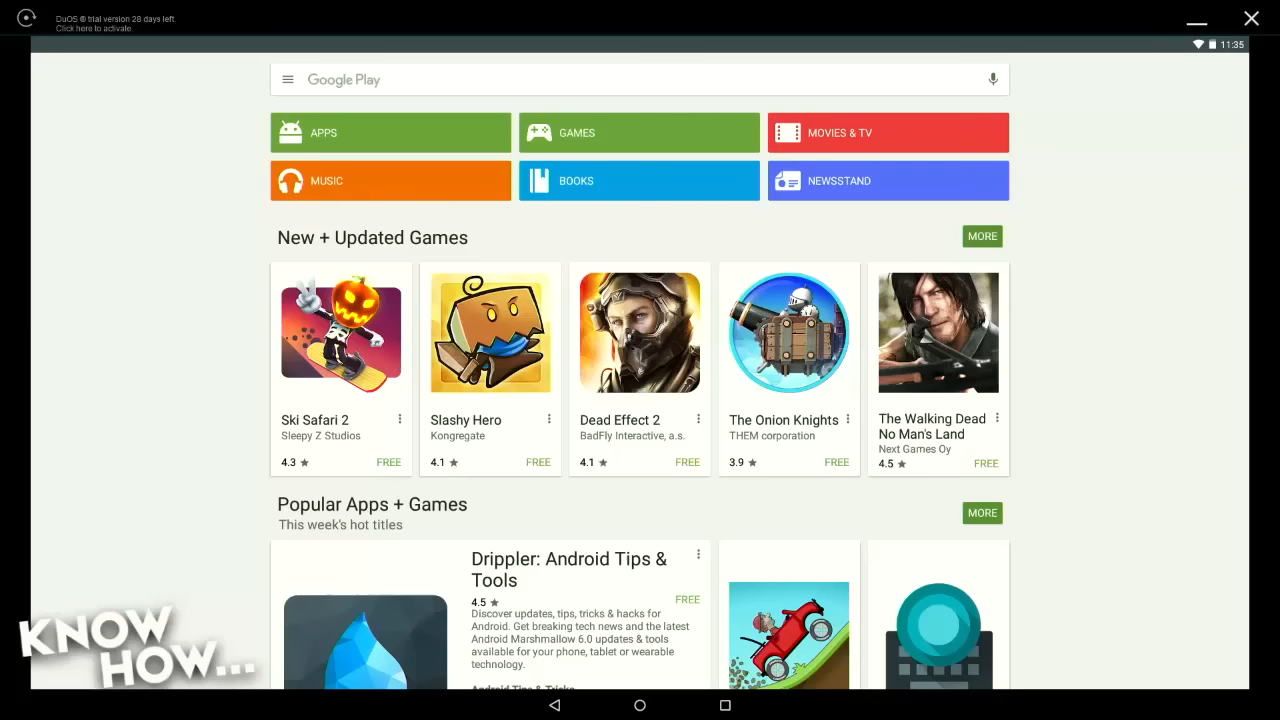 DuOS ® trial version 28 days left.
Click here to activate.
11:35
Google Play
APPS
GAMES
MOVIES & TV
MUSIC
BOOKS
NEWSSTAND
New + Updated Games
MORE
Ski Safari 2
Sleepy Z Studios
4.3 ★
FREE
Slashy Hero
Kongregate
4.1 ★
FREE
Dead Effect 2
BadFly Interactive, a.s.
4.1 ★
FREE
The Onion Knights
THEM corporation
3.9 ★
FREE
The Walking Dead
No Man's Land
Next Games Oy
4.5 ★
FREE
Popular Apps + Games
This week's hot titles
MORE
Drippler: Android Tips &
Tools
4.5 ★
FREE
Discover updates, tips, tricks & hacks for
Android. Get breaking tech news and the latest
Android Marshmallow 6.0 updates & tools
available for your phone, tablet or wearable
technology.
Android Tips & Tricks
KNOW
HOW...